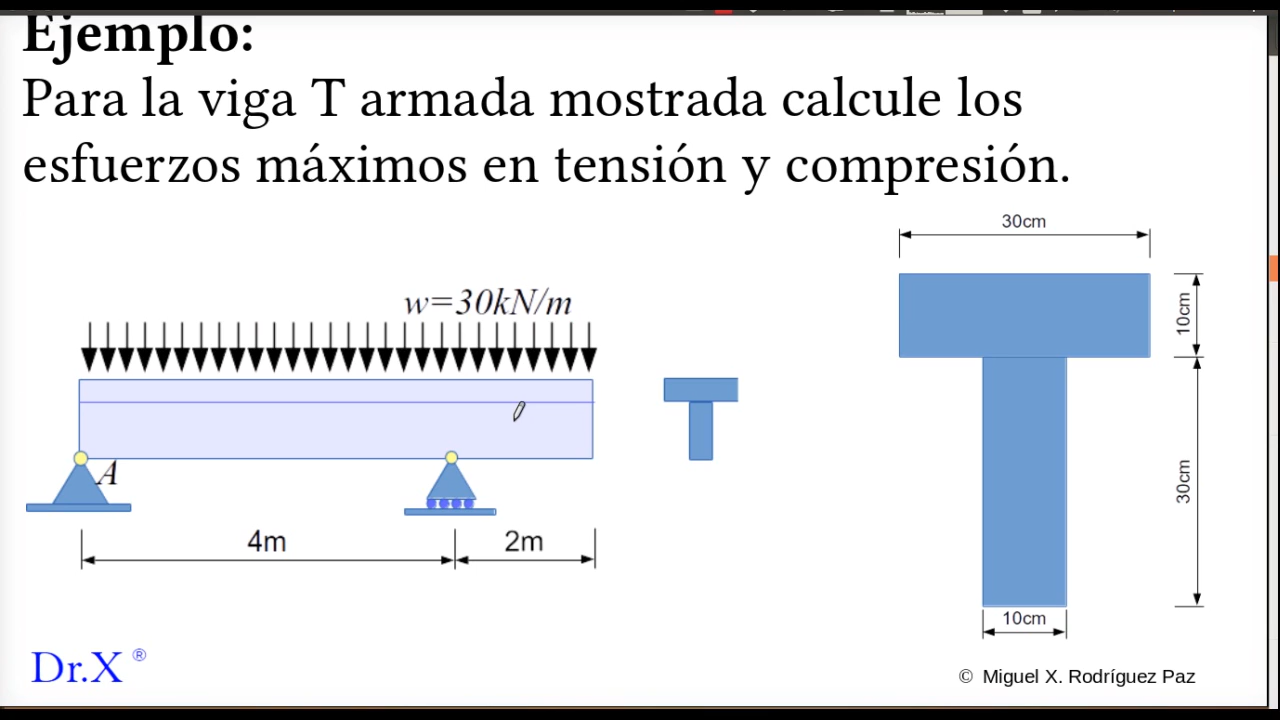 Ejemplo:
Para la viga T armada mostrada calcule los
esfuerzos máximos en tensión y compresión.
30cm
w=30kN/m
10cm
A
30cm
4m
2m
10cm
Dr.X ®
© Miguel X. Rodríguez Paz